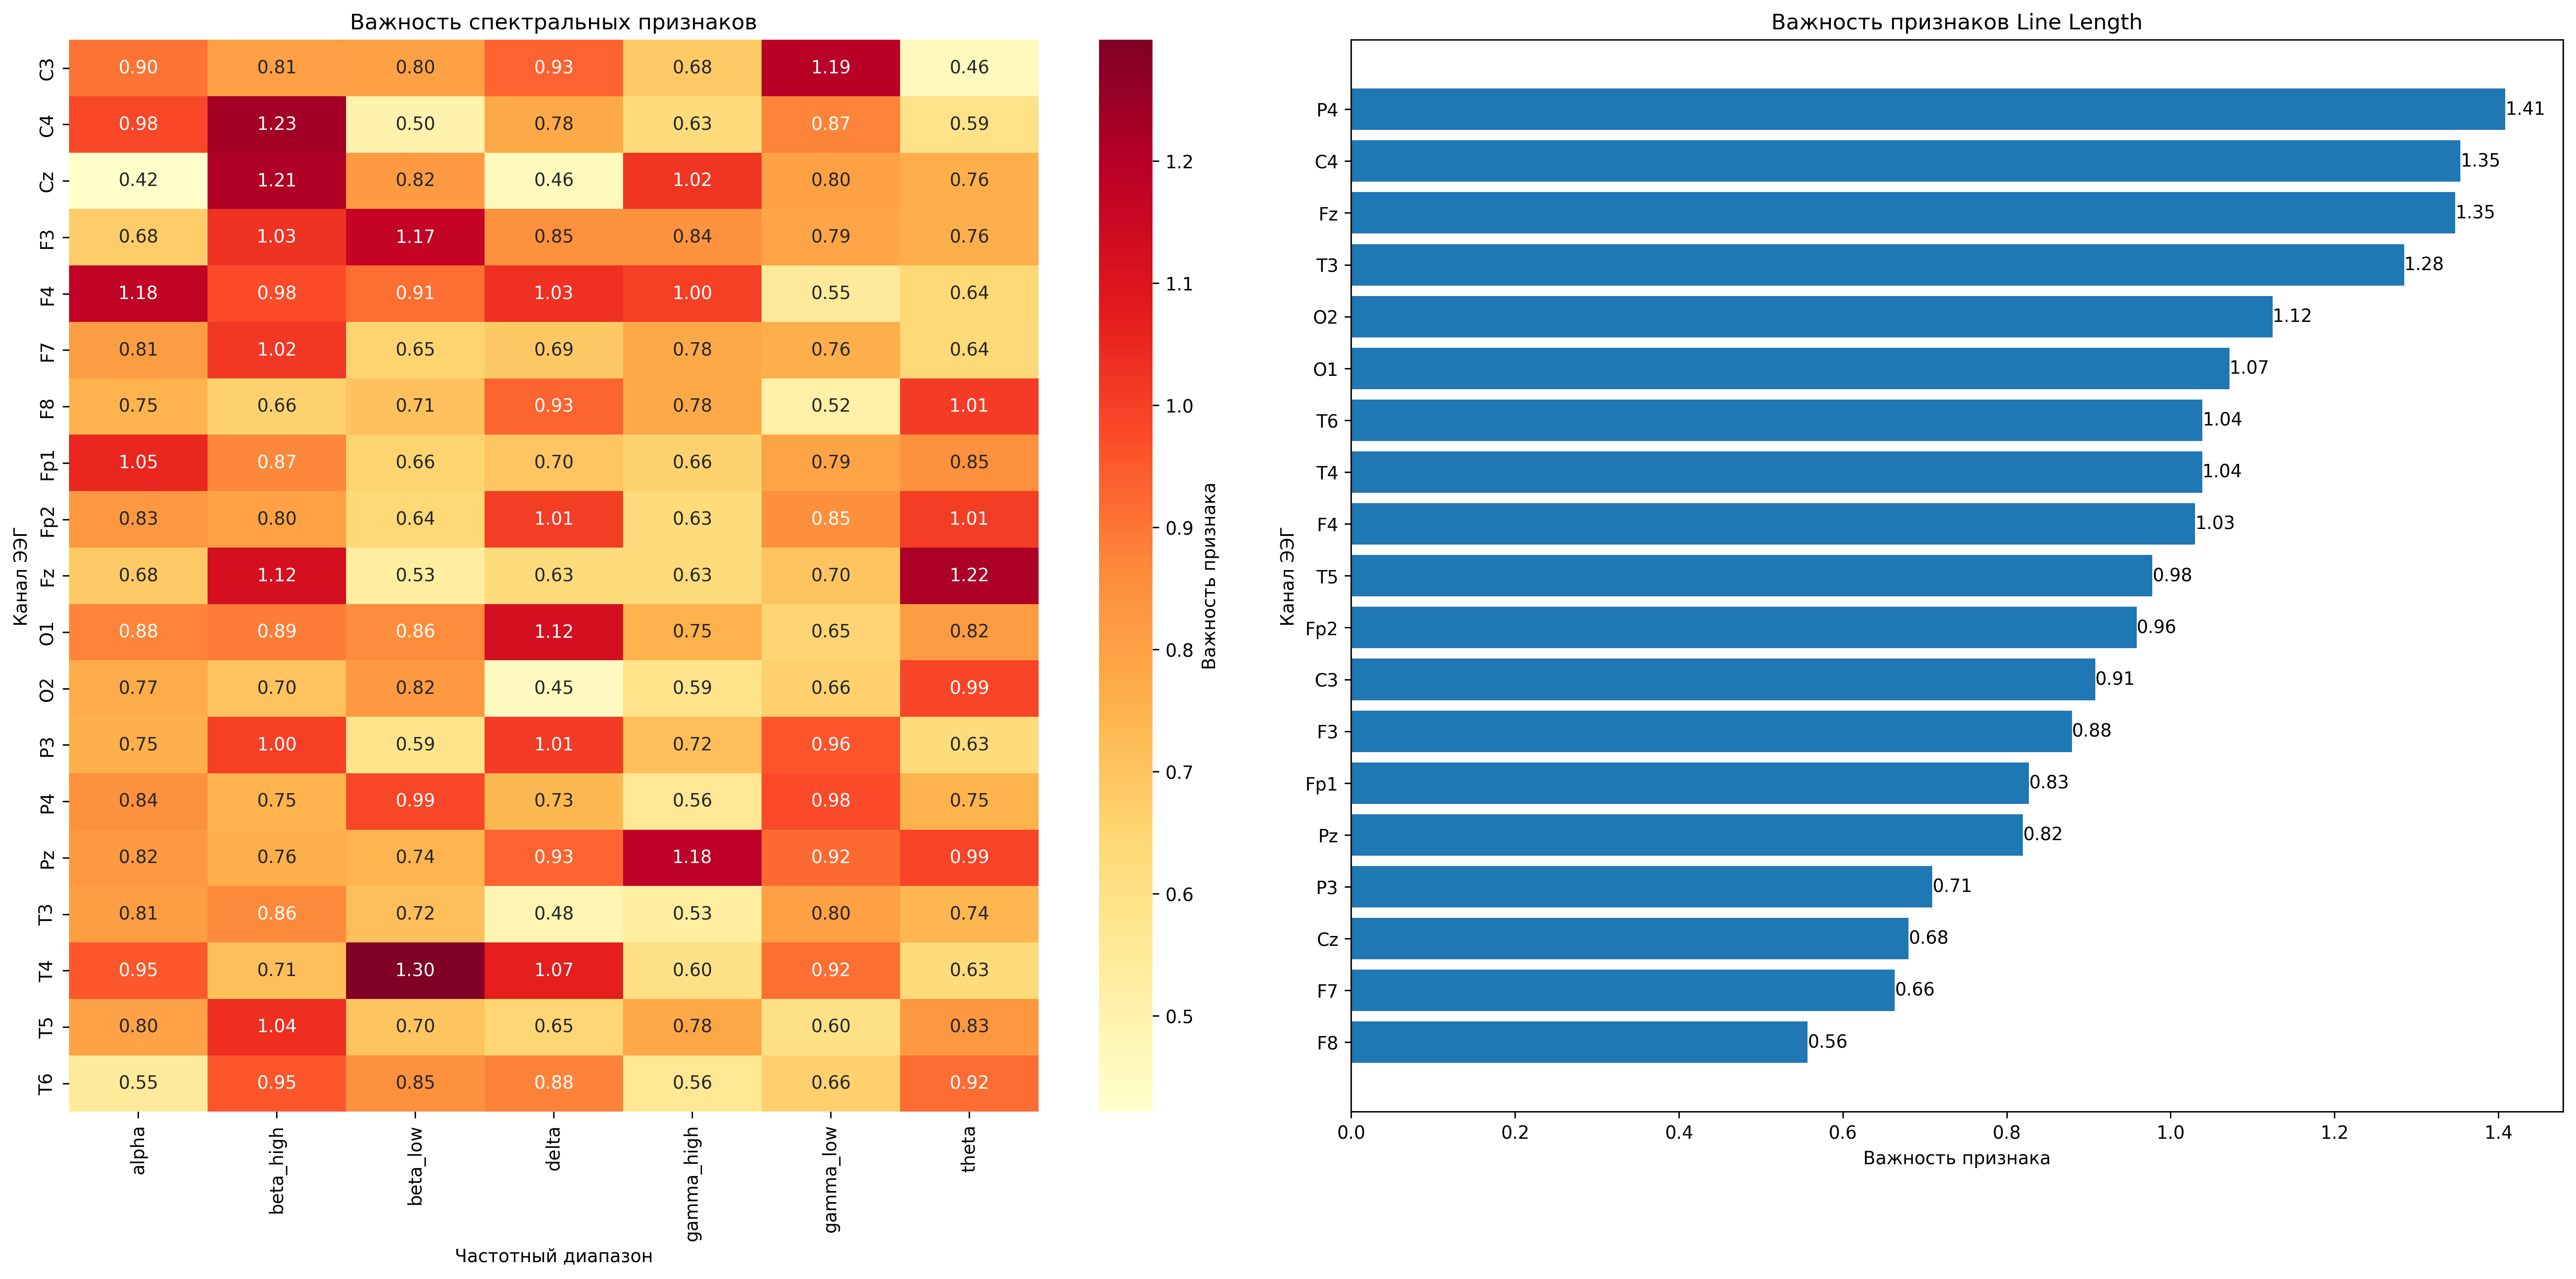 Важность спектральных признаков
Канал ЭЭГ
C3 0.90 0.81 0.80 0.93 0.68 1.19 0.46
C4 0.98 1.23 0.50 0.78 0.63 0.87 0.59
Cz 0.42 1.21 0.82 0.46 1.02 0.80 0.76
F3 0.68 1.03 1.17 0.85 0.84 0.79 0.76
F4 1.18 0.98 0.91 1.03 1.00 0.55 0.64
F7 0.81 1.02 0.65 0.69 0.78 0.76 0.64
F8 0.75 0.66 0.71 0.93 0.78 0.52 1.01
Fp1 1.05 0.87 0.66 0.70 0.66 0.79 0.85
Fp2 0.83 0.80 0.64 1.01 0.63 0.85 1.01
Fz 0.68 1.12 0.53 0.63 0.63 0.70 1.22
O1 0.88 0.89 0.86 1.12 0.75 0.65 0.82
O2 0.77 0.70 0.82 0.45 0.59 0.66 0.99
P3 0.75 1.00 0.59 1.01 0.72 0.96 0.63
P4 0.84 0.75 0.99 0.73 0.56 0.98 0.75
Pz 0.82 0.76 0.74 0.93 1.18 0.92 0.99
T3 0.81 0.86 0.72 0.48 0.53 0.80 0.74
T4 0.95 0.71 1.30 1.07 0.60 0.92 0.63
T5 0.80 1.04 0.70 0.65 0.78 0.60 0.83
T6 0.55 0.95 0.85 0.88 0.56 0.66 0.92
alpha beta_high beta_low delta gamma_high gamma_low theta
Частотный диапазон
1.2
1.1
1.0
0.9
0.8
0.7
0.6
0.5
Важность признака
Важность признаков Line Length
Канал ЭЭГ
P4 1.41
C4 1.35
Fz 1.35
T3 1.28
O2 1.12
O1 1.07
T6 1.04
T4 1.04
F4 1.03
T5 0.98
Fp2 0.96
C3 0.91
F3 0.88
Fp1 0.83
Pz 0.82
P3 0.71
Cz 0.68
F7 0.66
F8 0.56
0.0 0.2 0.4 0.6 0.8 1.0 1.2 1.4
Важность признака